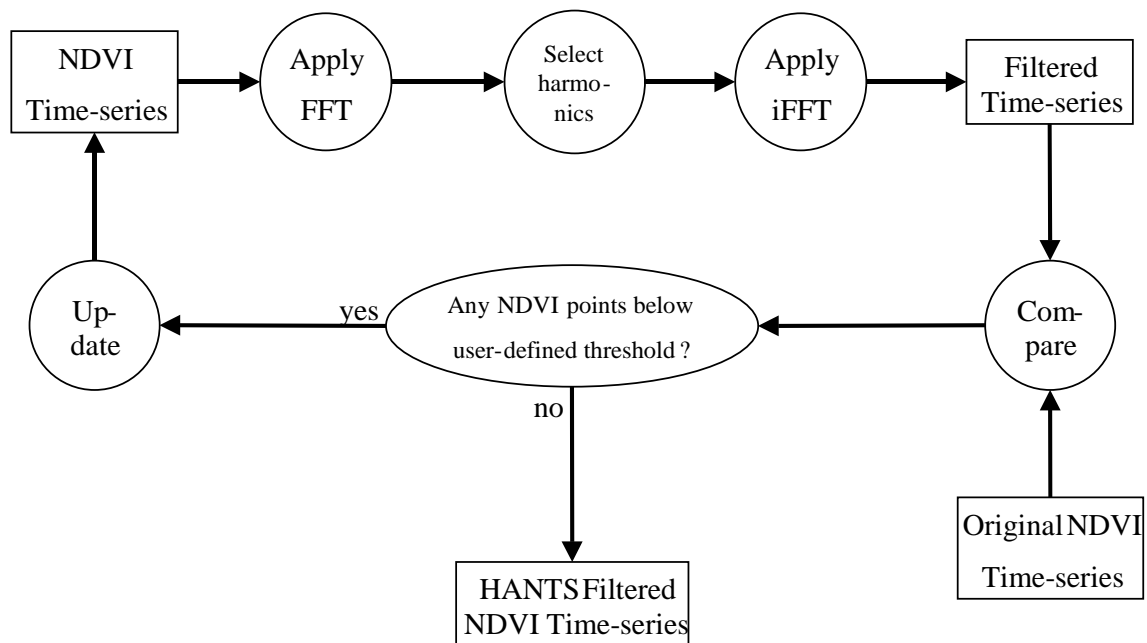 NDVI
Time-series
Apply
FFT
Select
harmo-
nics
Apply
iFFT
Filtered
Time-series
Up-
date
yes
Any NDVI points below
user-defined threshold ?
no
Com-
pare
HANTS Filtered
NDVI Time-series
Original NDVI
Time-series